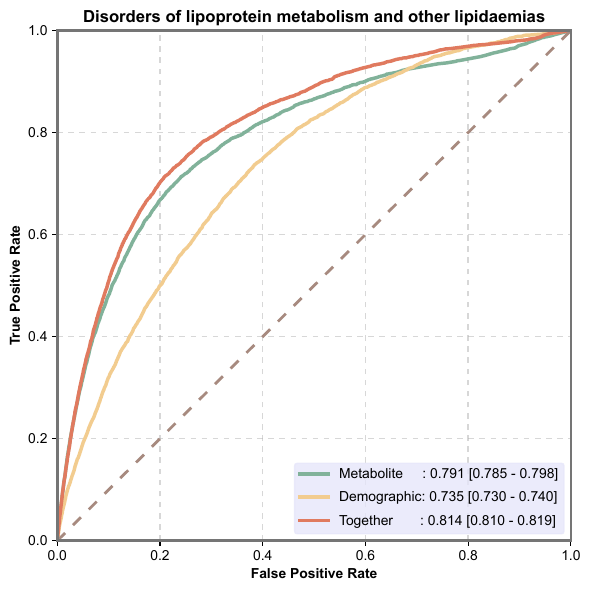 Disorders of lipoprotein metabolism and other lipidaemias
True Positive Rate
1.0
0.8
0.6
0.4
0.2
0.0
Metabolite : 0.791 [0.785 - 0.798]
Demographic: 0.735 [0.730 - 0.740]
Together : 0.814 [0.810 - 0.819]
0.0 0.2 0.4 0.6 0.8 1.0
False Positive Rate